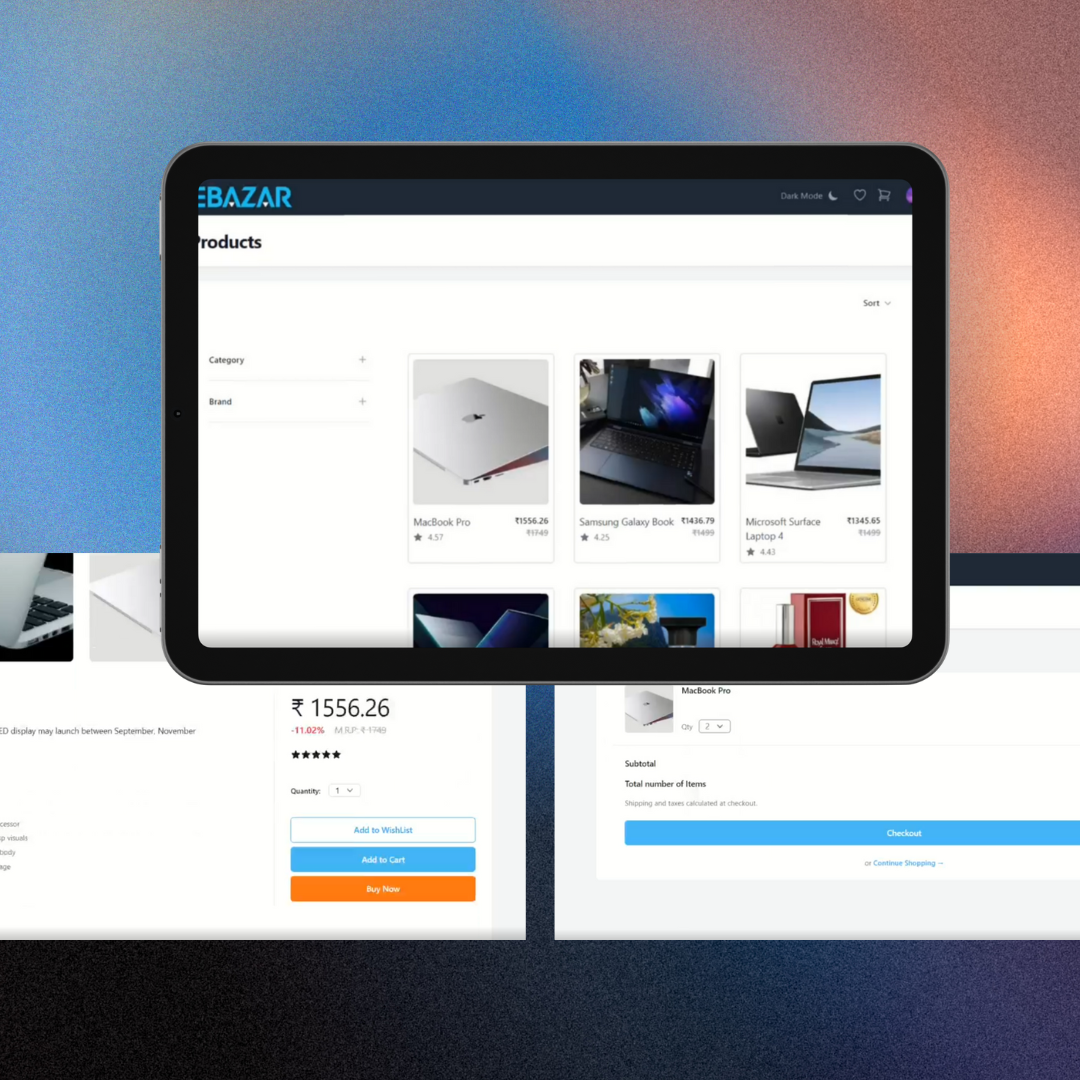 EBAZAR
Dark Mode
Products
Sort
Category
Brand
MacBook Pro ₹1556.26
₹1749
4.57
Samsung Galaxy Book ₹1436.79
₹1499
4.25
Microsoft Surface ₹1345.65
Laptop 4 ₹1499
4.43
Royal Mirage
ED display may launch between September, November
cessor
p visuals
body
age
₹ 1556.26
-11.02% M.R.P: ₹ 1749
Quantity: 1
Add to WishList
Add to Cart
Buy Now
MacBook Pro
Qty 2
Subtotal
Total number of Items
Shipping and taxes calculated at checkout.
Checkout
or Continue Shopping →